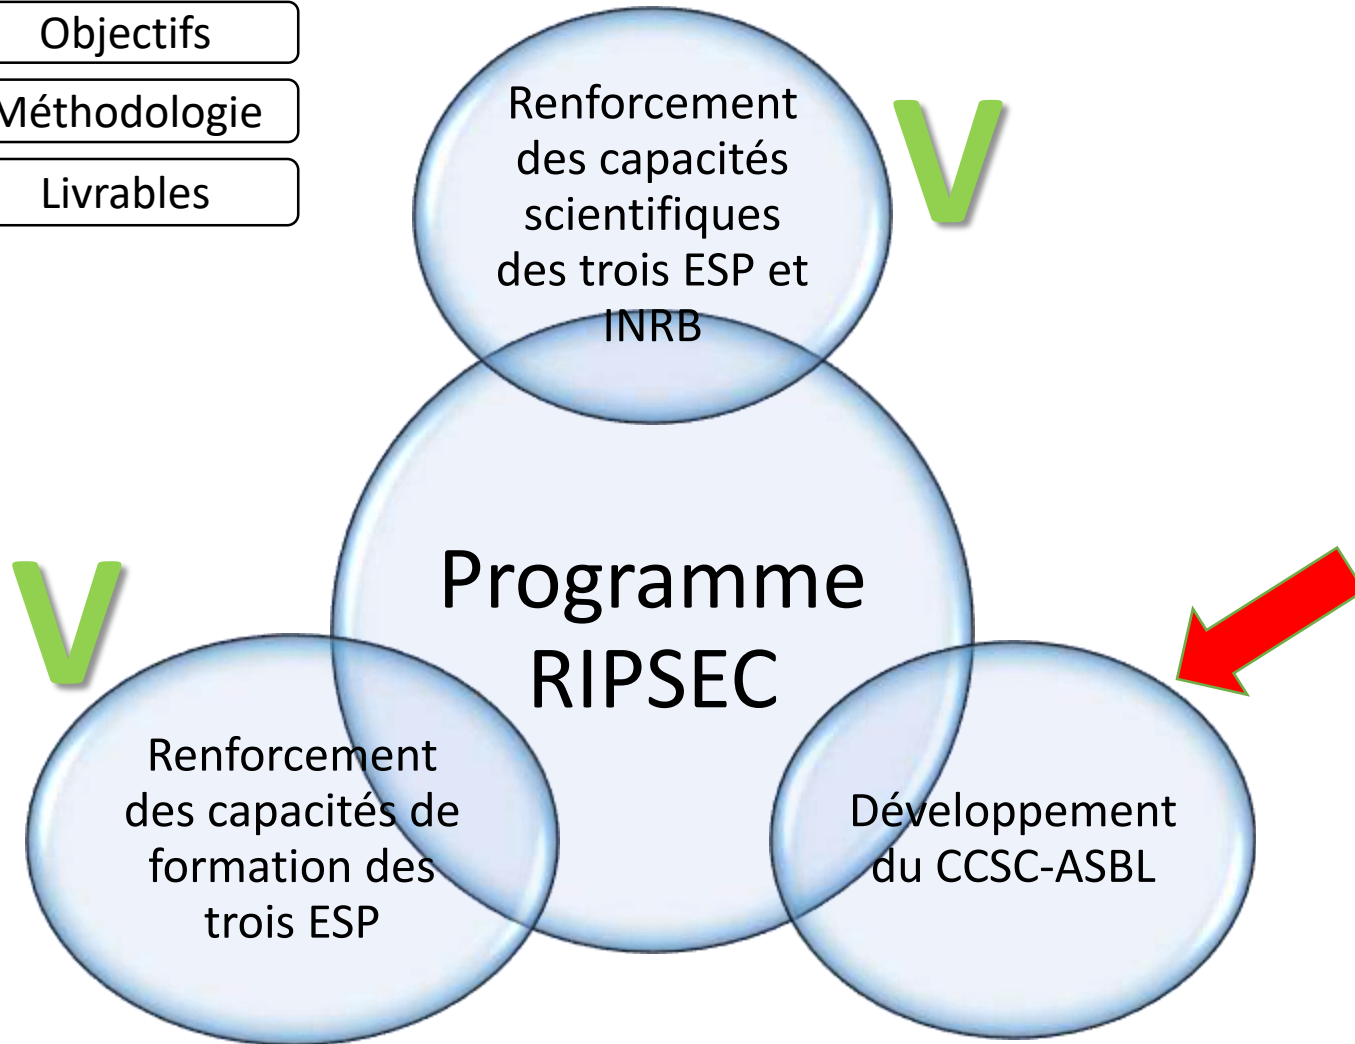 Objectifs
Méthodologie
Livrables
Renforcement
des capacités
scientifiques
des trois ESP et
INRB
V
Programme
RIPSEC
V
Renforcement
des capacités de
formation des
trois ESP
Développement
du CCSC-ASBL